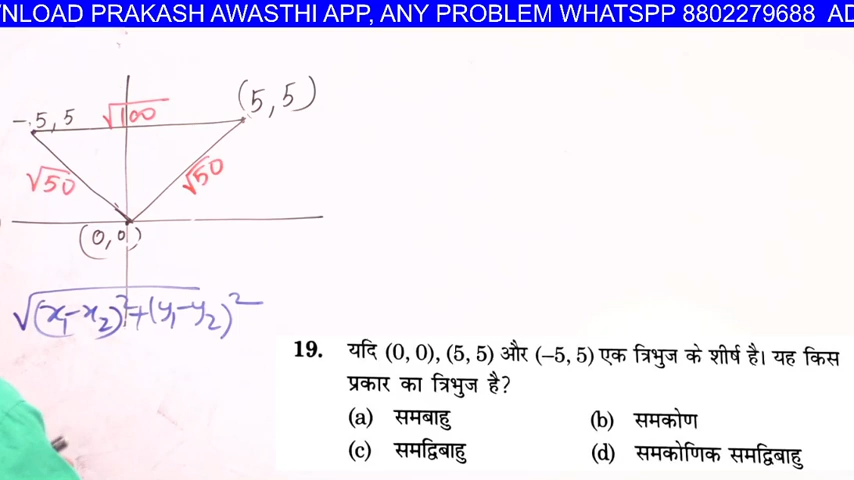 WNLOAD PRAKASH AWASTHI APP, ANY PROBLEM WHATSPP 8802279688 AD
(5, 5)
-5, 5
√100
√50
√50
(0, 0)
√(x₁-x₂)²+(y₁-y₂)²
19. यदि (0, 0), (5, 5) और (–5, 5) एक त्रिभुज के शीर्ष है। यह किस
प्रकार का त्रिभुज है?
(a) समबाहु (b) समकोण
(c) समद्विबाहु (d) समकोणिक समद्विबाहु